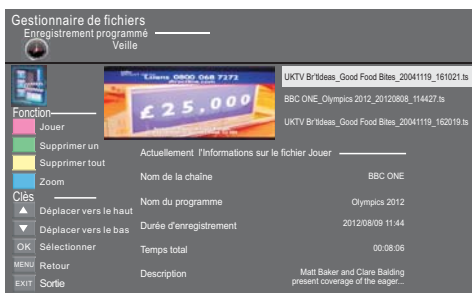 Gestionnaire de fichiers
Enregistrement programmé
Veille
Lilans 0800 068 7272
£25,000
UKTV Br'tIdeas_Good Food Bites_20041119_161021.ts
BBC ONE_Olympics 2012_20120808_114427.ts
UKTV Br'tIdeas_Good Food Bites_20041119_162019.ts
Fonction
Jouer
Supprimer un
Supprimer tout
Zoom
Clès
Déplacer vers le haut
Déplacer vers le bas
OK Sélectionner
MENU Retour
EXIT Sortie
Actuellement l'Informations sur le fichier Jouer
Nom de la chaîne BBC ONE
Nom du programme Olympics 2012
Durée d'enregistrement 2012/08/09 11:44
Temps total 00:08:06
Description Matt Baker and Clare Balding
present coverage of the eager...